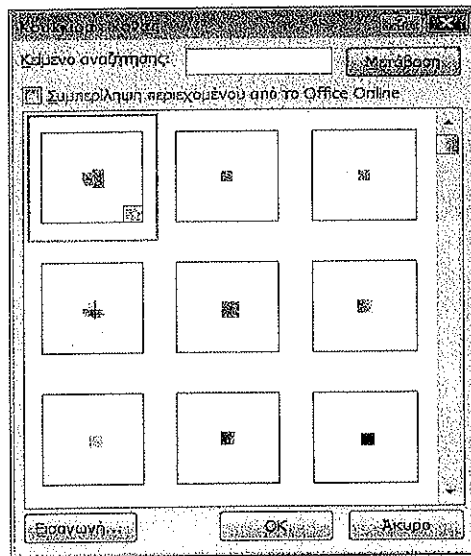 Κείμενο αναζήτησης:
Μετάβαση
Συμπερίληψη περιεχομένου από το Office Online
Εισαγωγή...
OK
Άκυρο